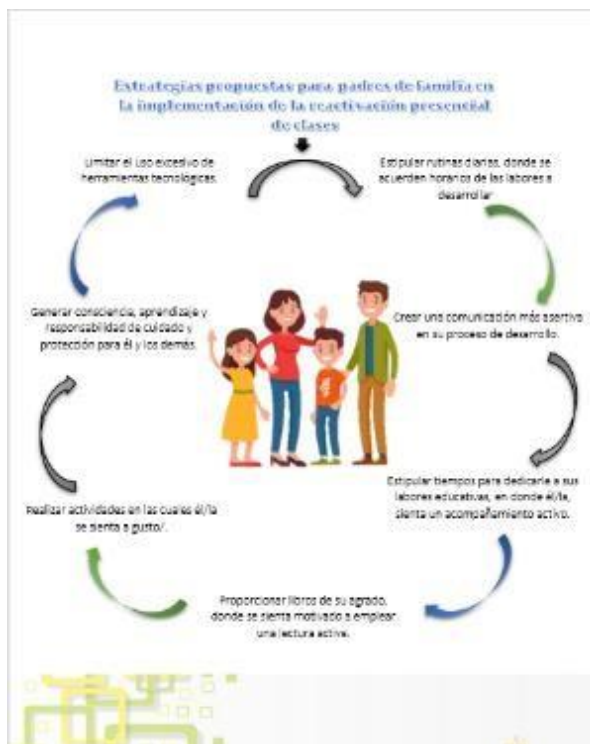 Estrategias propuestas para padres de familia en
la implementación de la reactivación presencial
de clases
Limitar el uso excesivo de
herramientas tecnológicas.
Estipular rutinas diarias, donde se
acuerden horarios de las labores a
desarrollar
Generar consciencia, aprendizaje y
responsabilidad de cuidado y
protección para él y los demás.
Crear una comunicación más asertiva
en su proceso de desarrollo.
Realizar actividades en las cuales él/la
se sienta a gusto/.
Estipular tiempos para dedicarle a sus
labores educativas, en donde él/la,
sienta un acompañamiento activo.
Proporcionar libros de su agrado,
donde se sienta motivado a emplear
una lectura activa.